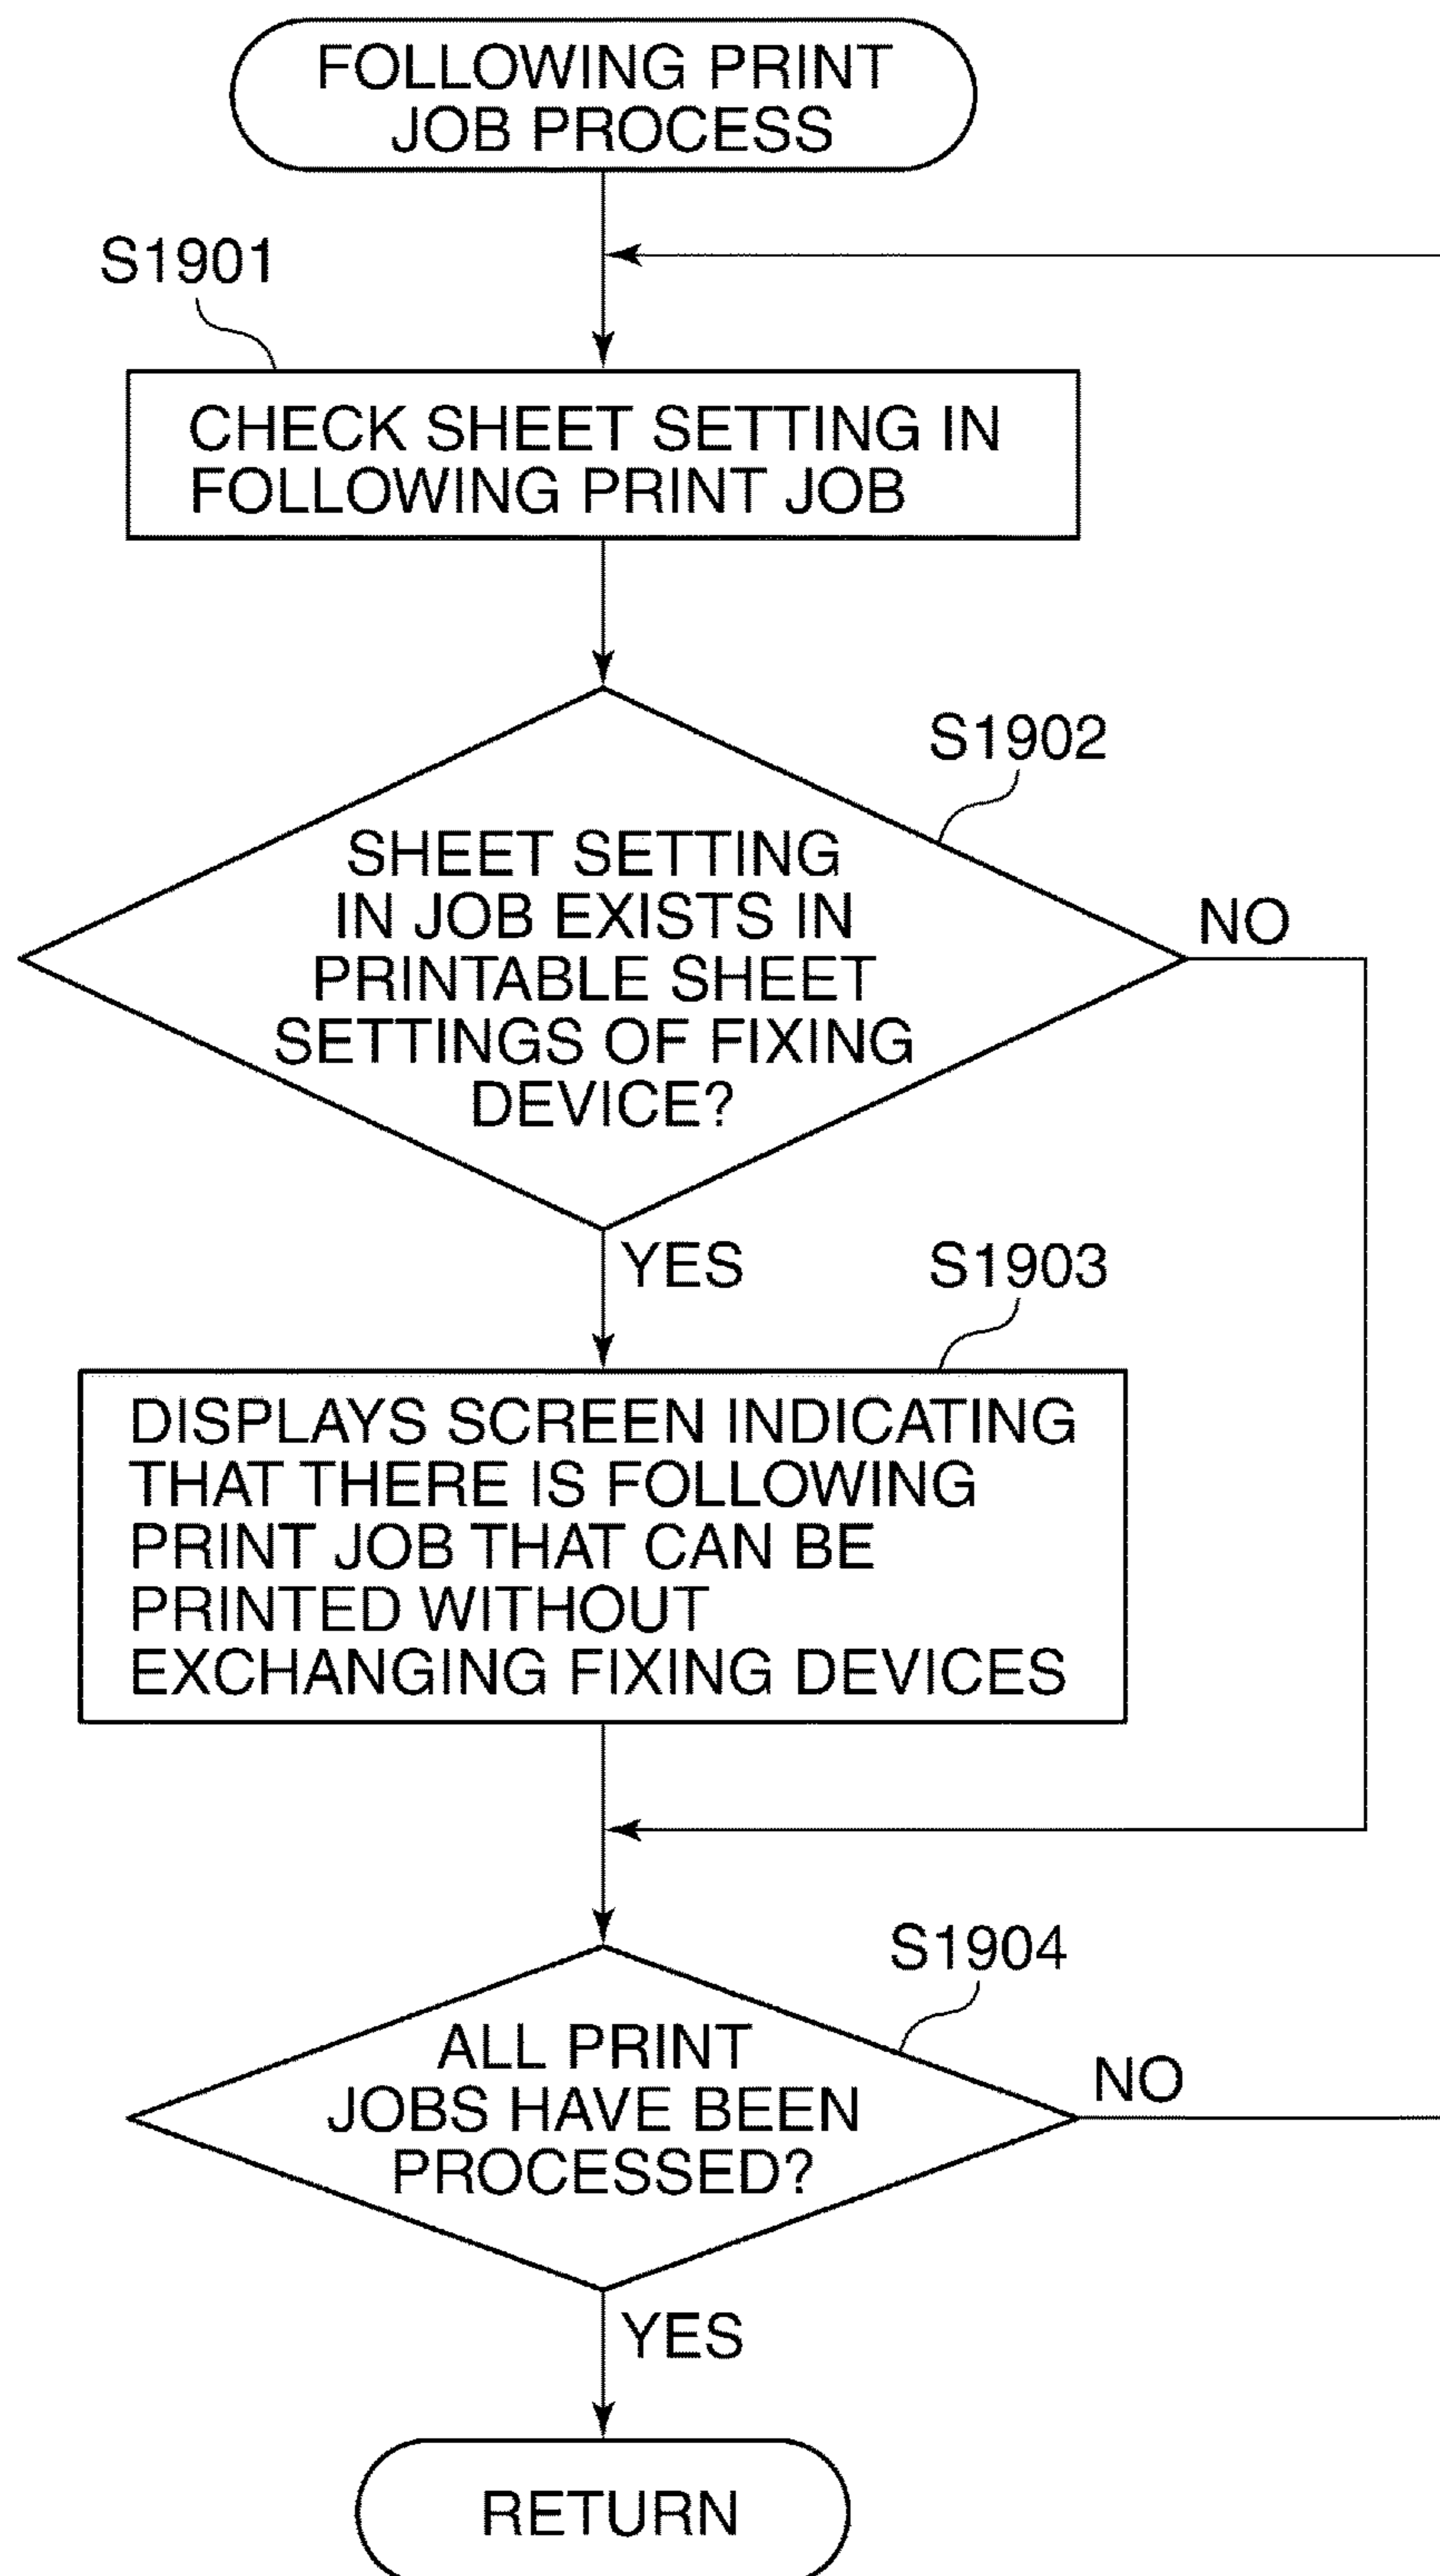 FOLLOWING PRINT
JOB PROCESS
S1901
CHECK SHEET SETTING IN
FOLLOWING PRINT JOB
S1902
SHEET SETTING
IN JOB EXISTS IN
PRINTABLE SHEET
SETTINGS OF FIXING
DEVICE?
NO
YES
S1903
DISPLAYS SCREEN INDICATING
THAT THERE IS FOLLOWING
PRINT JOB THAT CAN BE
PRINTED WITHOUT
EXCHANGING FIXING DEVICES
S1904
ALL PRINT
JOBS HAVE BEEN
PROCESSED?
NO
YES
RETURN